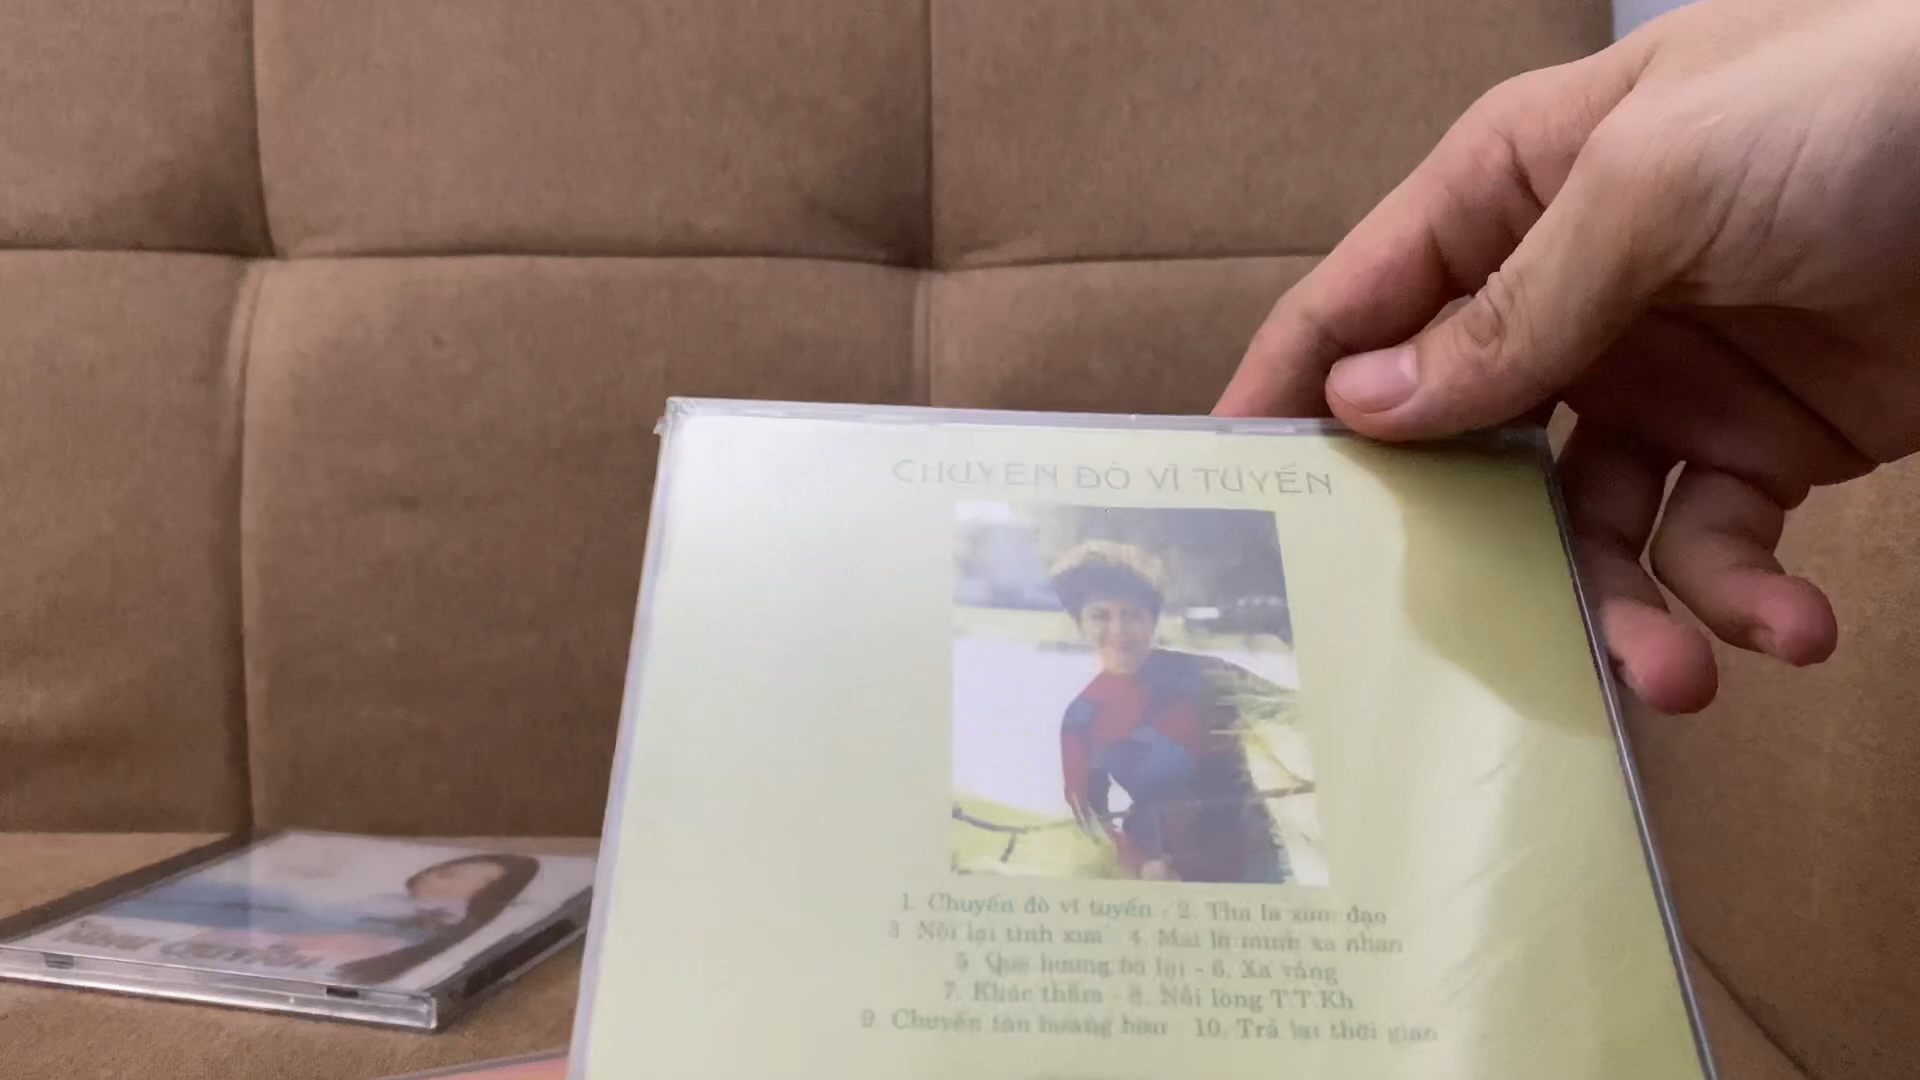 CHUYẾN ĐÒ VĨ TUYẾN
1. Chuyến đò vĩ tuyến - 2. Thu la xum đạo
3 Nối lại tình xưa 4. Mai lỡ mình xa nhau
5 Quê hương bỏ lại - 6. Xa vắng
7. Khúc thầm - 8. Nỗi lòng T.T.Kh
9. Chuyến tàu hoàng hôn 10. Trả lại thời gian